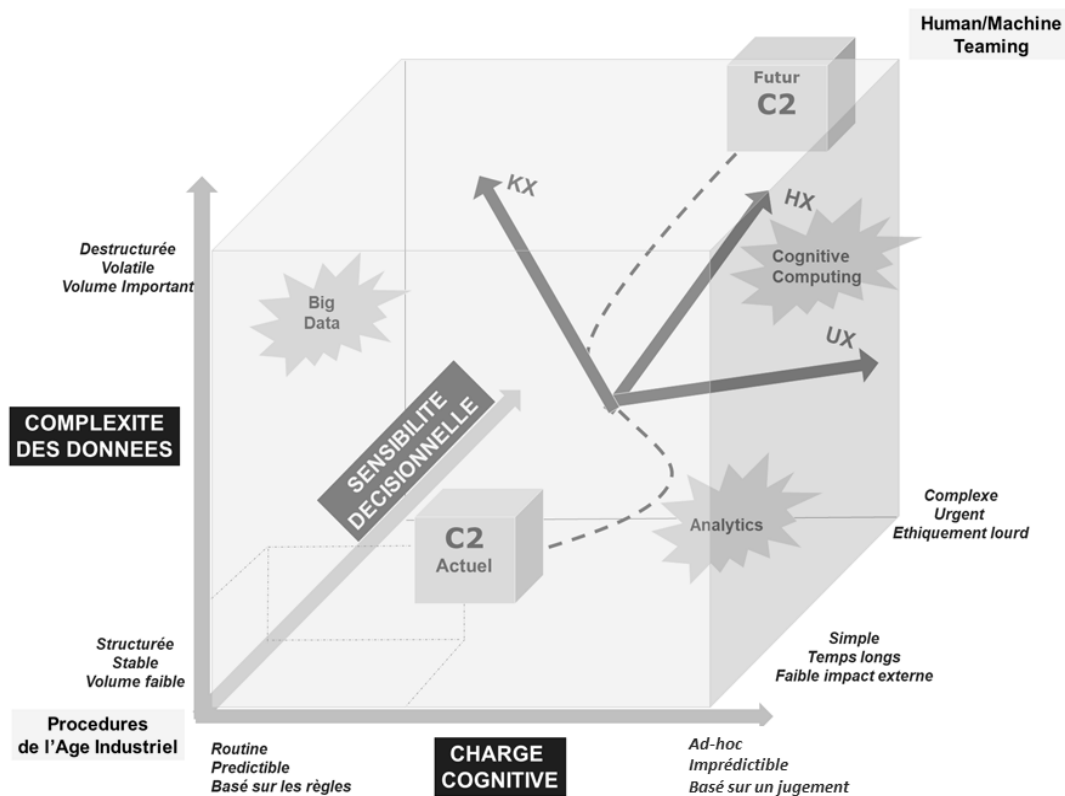 Human/Machine
Teaming
Futur
C2
KX
HX
Destructurée
Volatile
Volume Important
Cognitive
Computing
Big
Data
UX
SENSIBILITE
DECISIONNELLE
COMPLEXITE
DES DONNEES
Complexe
Urgent
Ethiquement lourd
C2
Actuel
Analytics
Structurée
Stable
Volume faible
Simple
Temps longs
Faible impact externe
Procedures
de l'Age Industriel
Routine
Predictible
Basé sur les règles
CHARGE
COGNITIVE
Ad-hoc
Imprédictible
Basé sur un jugement